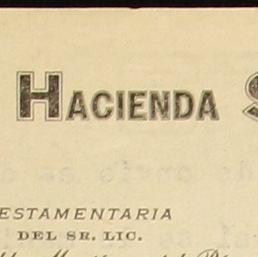 HACIENDA S
ESTAMENTARIA
DEL SR. LIC.